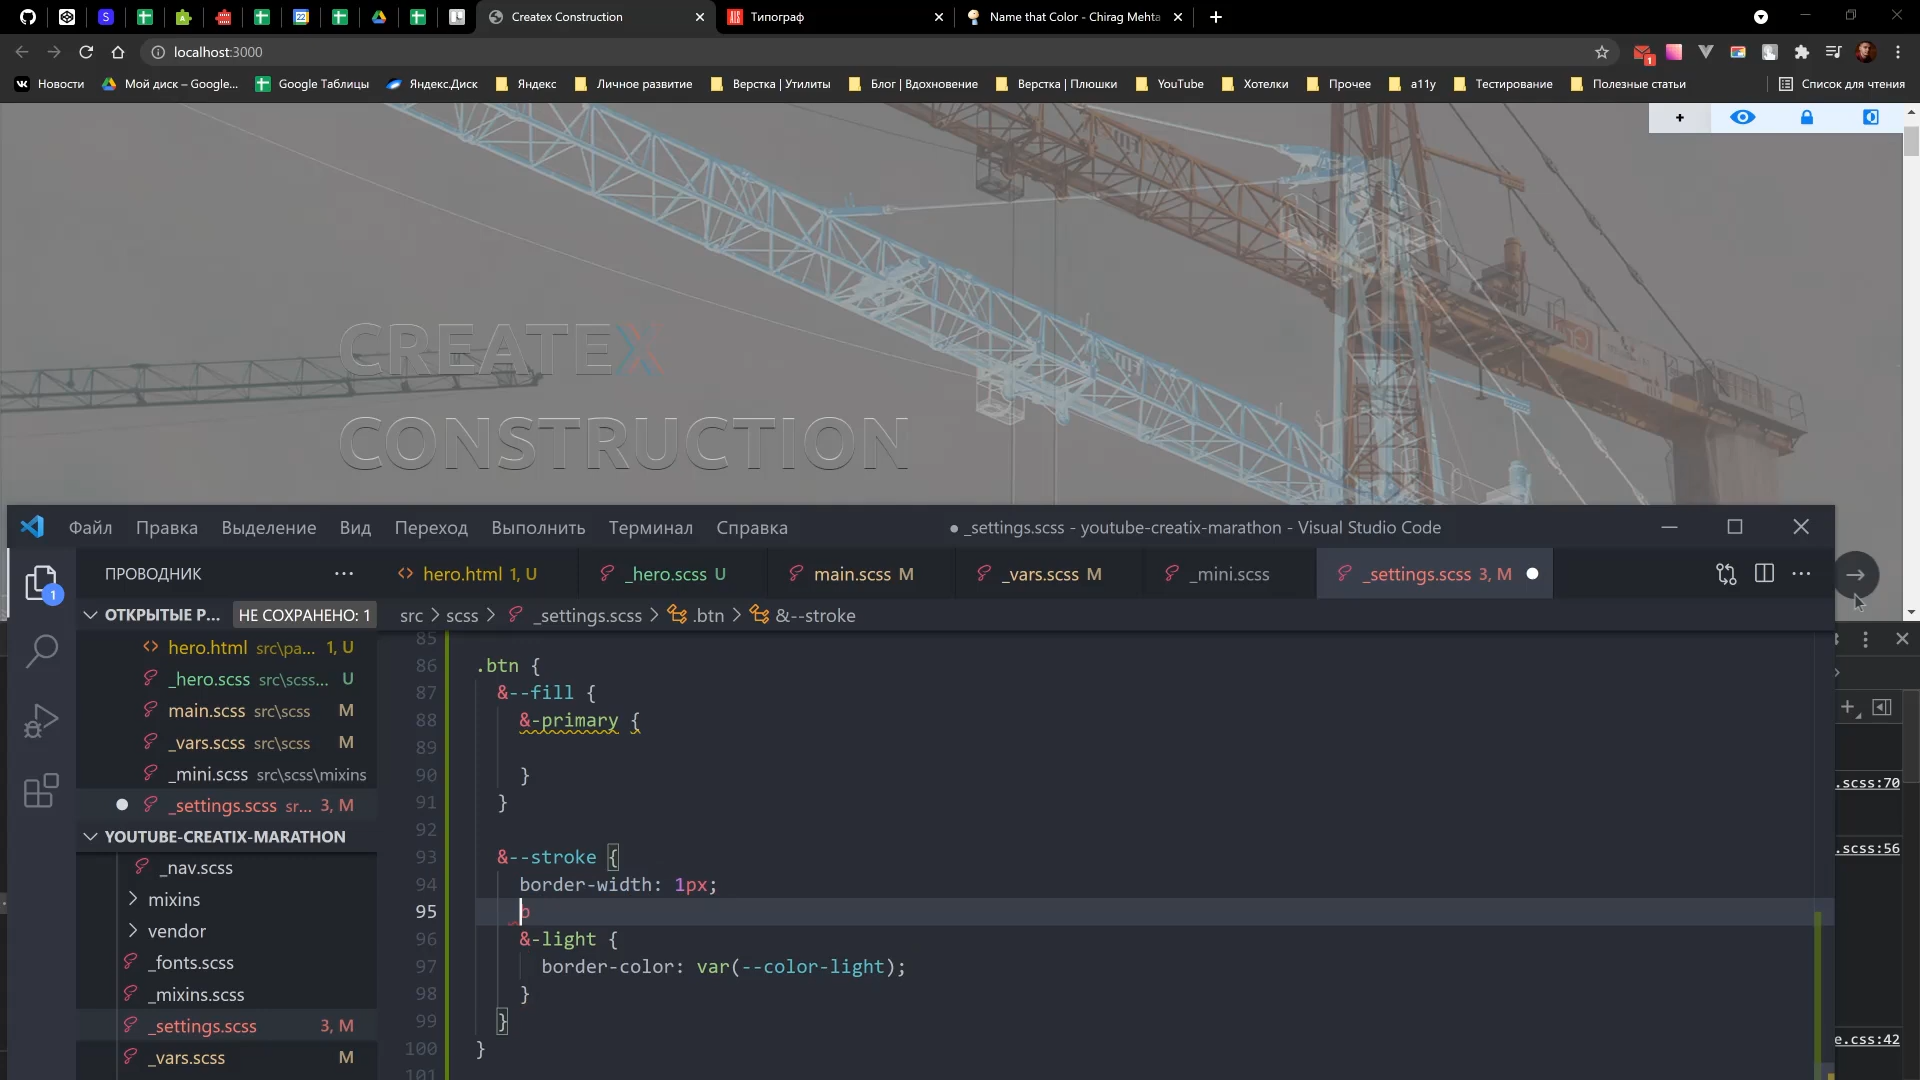 Createx Construction
Типограф
Name that Color - Chirag Mehta
localhost:3000
Новости
Мой диск – Google...
Google Таблицы
Яндекс.Диск
Яндекс
Личное развитие
Верстка | Утилиты
Блог | Вдохновение
Верстка | Плюшки
YouTube
Хотелки
Прочее
a11y
Тестирование
Полезные статьи
Список для чтения
CREATEX
CONSTRUCTION
Файл Правка Выделение Вид Переход Выполнить Терминал Справка
● _settings.scss - youtube-creatix-marathon - Visual Studio Code
ПРОВОДНИК
hero.html 1, U
_hero.scss U
main.scss M
_vars.scss M
_mini.scss
_settings.scss 3, M
ОТКРЫТЫЕ Р... НЕ СОХРАНЕНО: 1
src > scss > _settings.scss > .btn > &--stroke
hero.html src\pa... 1, U
_hero.scss src\scss... U
main.scss src\scss M
_vars.scss src\scss M
_mini.scss src\scss\mixins
_settings.scss sr... 3, M
YOUTUBE-CREATIX-MARATHON
_nav.scss
mixins
vendor
_fonts.scss
_mixins.scss
_settings.scss 3, M
_vars.scss M
85
86 .btn {
87 &--fill {
88 &-primary {
89
90 }
91 }
92
93 &--stroke {
94 border-width: 1px;
95 b
96 &-light {
97 border-color: var(--color-light);
98 }
99 }
100 }
101
.scss:70
.scss:56
e.css:42